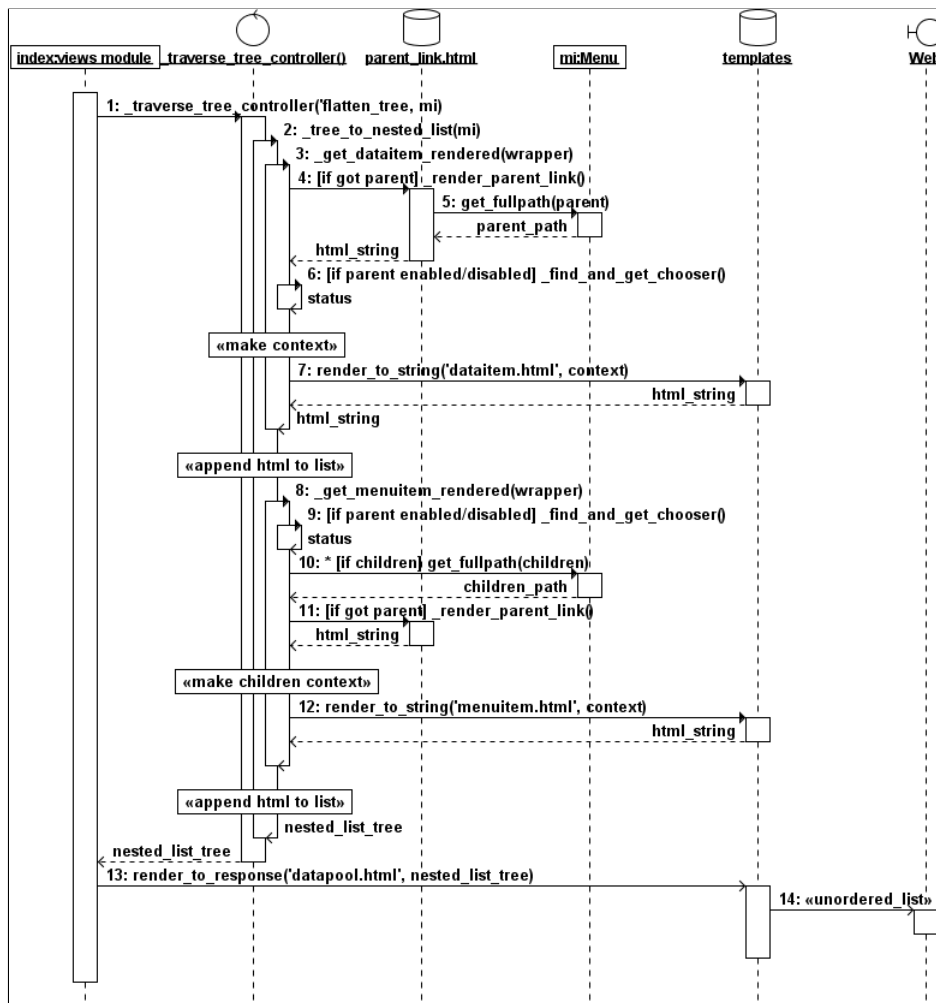 index:views module
_traverse_tree_controller()
parent_link.html
mi:Menu
templates
Web
1: _traverse_tree_controller('flatten_tree, mi)
2: _tree_to_nested_list(mi)
3: _get_dataitem_rendered(wrapper)
4: [if got parent] _render_parent_link()
5: get_fullpath(parent)
parent_path
html_string
6: [if parent enabled/disabled] _find_and_get_chooser()
status
«make context»
7: render_to_string('dataitem.html', context)
html_string
html_string
«append html to list»
8: _get_menuitem_rendered(wrapper)
9: [if parent enabled/disabled] _find_and_get_chooser()
status
10: * [if children] get_fullpath(children)
children_path
11: [if got parent] _render_parent_link()
html_string
«make children context»
12: render_to_string('menuitem.html', context)
html_string
«append html to list»
nested_list_tree
nested_list_tree
13: render_to_response('datapool.html', nested_list_tree)
14: «unordered_list»